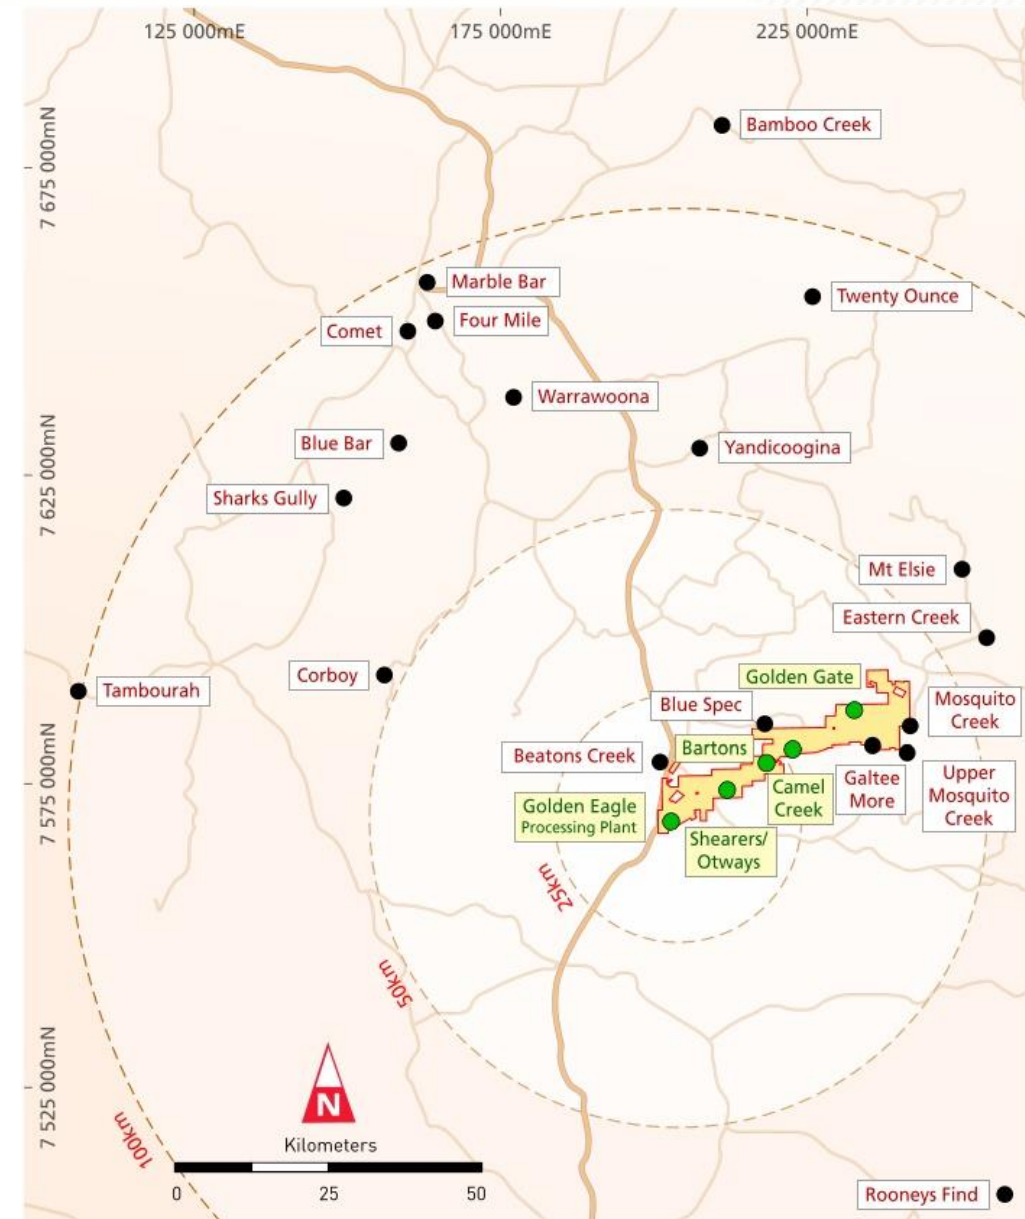 125 000mE
175 000mE
225 000mE
7 675 000mN
7 625 000mN
7 575 000mN
7 525 000mN
Bamboo Creek
Marble Bar
Twenty Ounce
Four Mile
Comet
Warrawoona
Blue Bar
Yandicoogina
Sharks Gully
Mt Elsie
Eastern Creek
Corboy
Golden Gate
Tambourah
Blue Spec
Mosquito
Creek
Bartons
Beatons Creek
Camel
Creek
Galtee
More
Upper
Mosquito
Creek
Golden Eagle
Processing Plant
Shearers/
Otways
25km
50km
100km
N
Kilometers
0
25
50
Rooneys Find